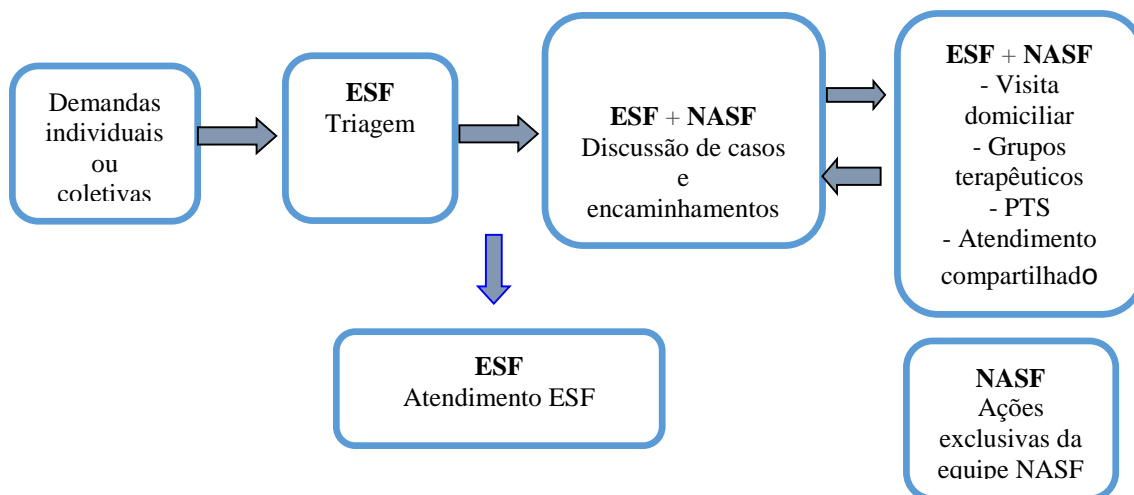 Demandas
individuais
ou
coletivas
ESF
Triagem
ESF + NASF
Discussão de casos
e
encaminhamentos
ESF + NASF
- Visita
domiciliar
- Grupos
terapêuticos
- PTS
- Atendimento
compartilhado
ESF
Atendimento ESF
NASF
Ações
exclusivas da
equipe NASF